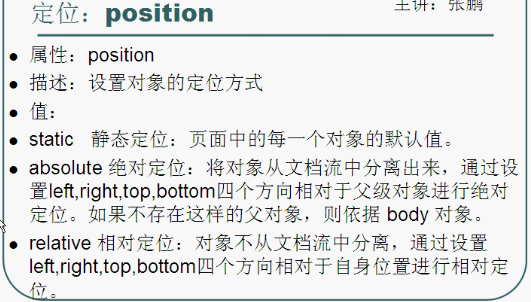 定位：position
主讲：张鹏
属性：position
描述：设置对象的定位方式
值：
static 静态定位：页面中的每一个对象的默认值。
absolute 绝对定位：将对象从文档流中分离出来，通过设
置left,right,top,bottom四个方向相对于父级对象进行绝对
定位。如果不存在这样的父对象，则依据 body 对象。
relative 相对定位：对象不从文档流中分离，通过设置
left,right,top,bottom四个方向相对于自身位置进行相对定
位。